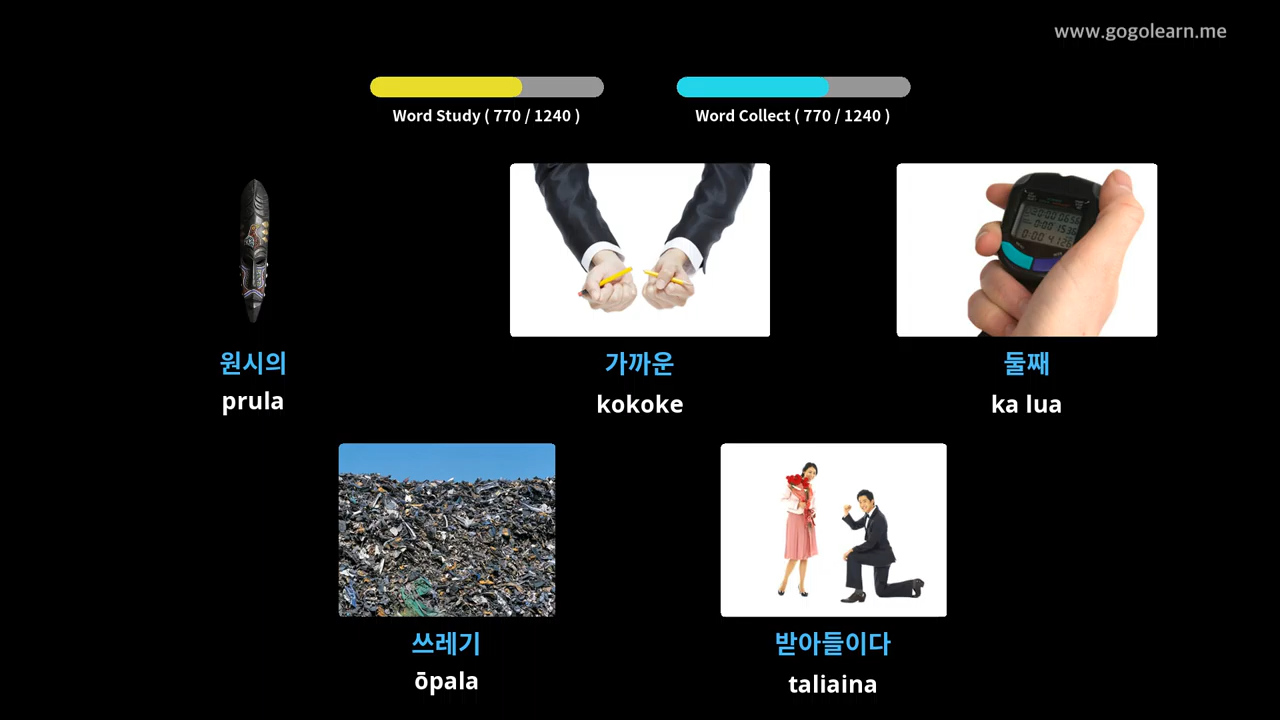 www.gogolearn.me
Word Study ( 770 / 1240 )
Word Collect ( 770 / 1240 )
원시의
prula
가까운
kokoke
둘째
ka lua
쓰레기
ōpala
받아들이다
taliaina